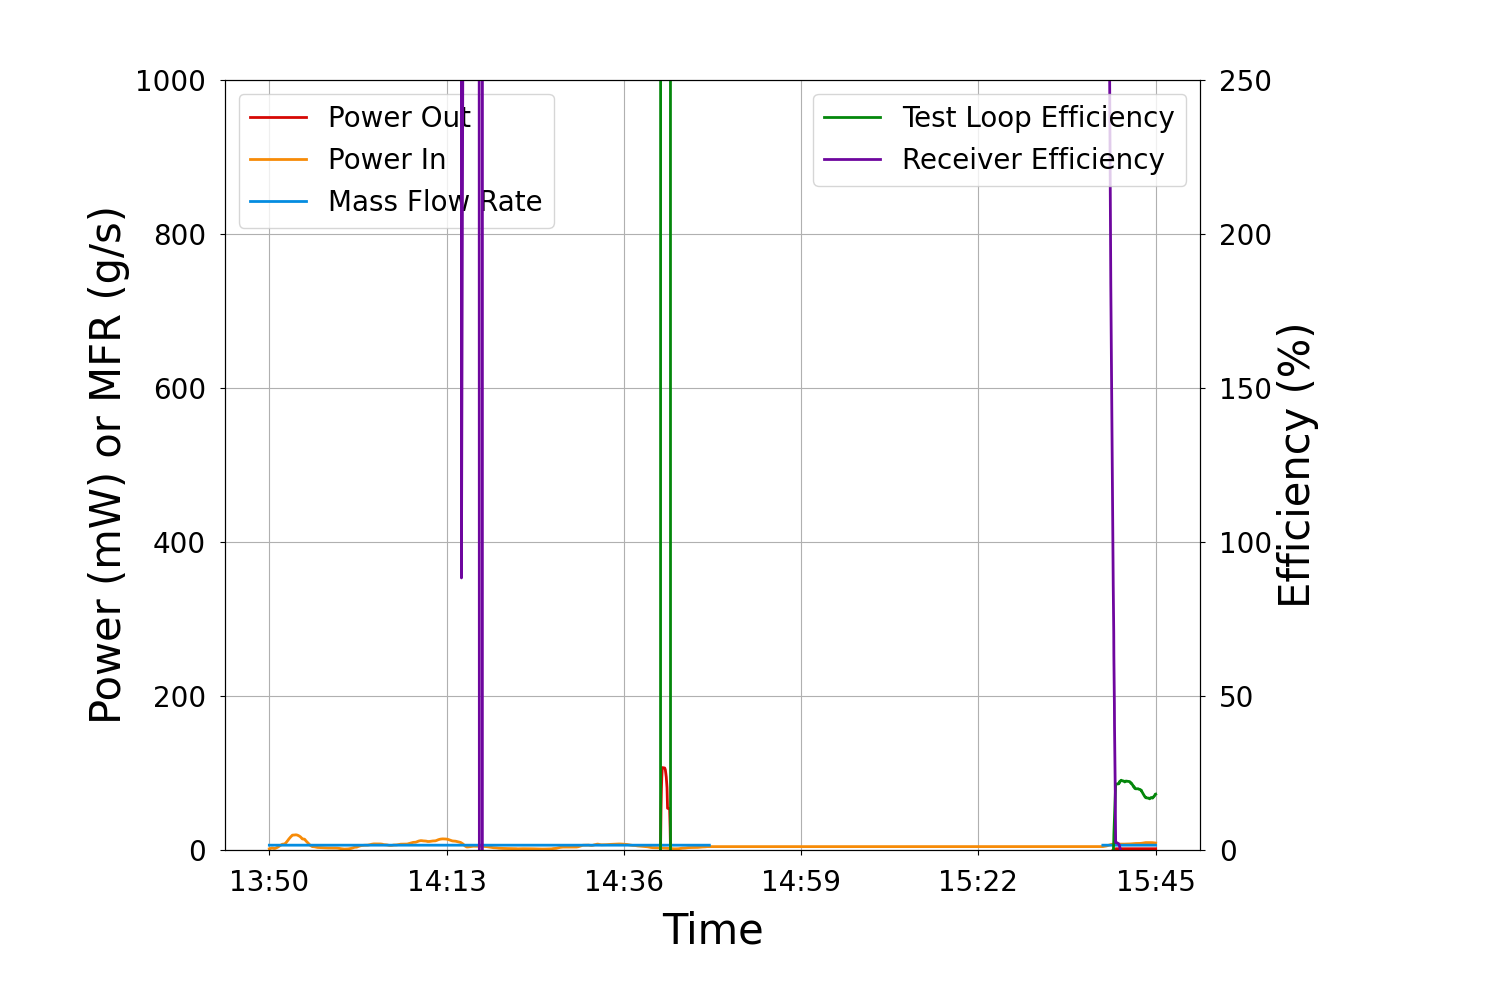 1000
800
600
400
200
0
Power (mW) or MFR (g/s)
Power Out
Power In
Mass Flow Rate
Test Loop Efficiency
Receiver Efficiency
250
200
150
100
50
0
Efficiency (%)
13:50 14:13 14:36 14:59 15:22 15:45
Time